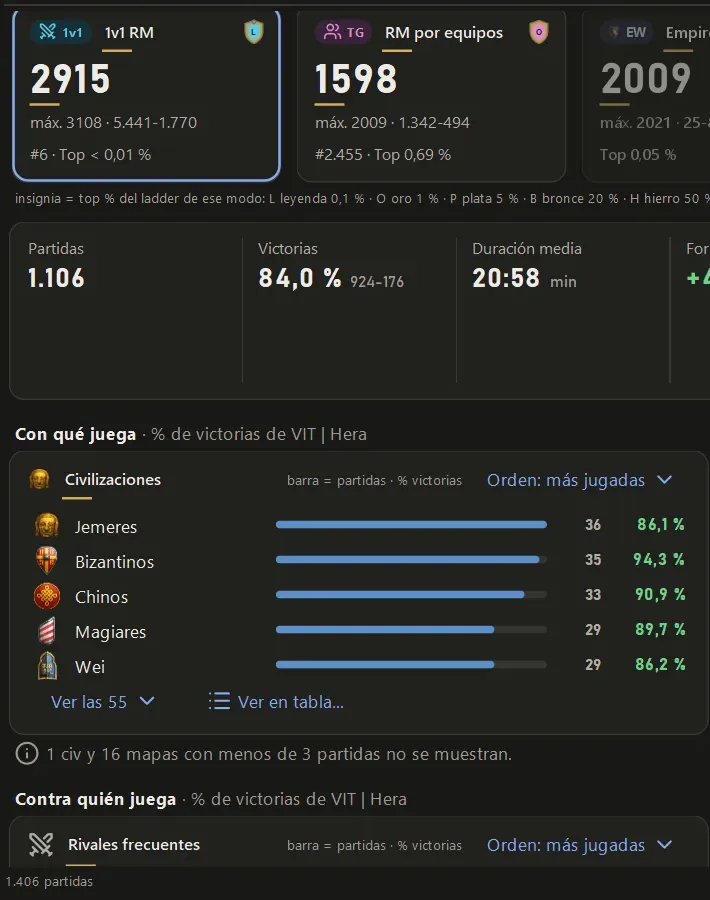 1v1 1v1 RM L
TG RM por equipos O
EW Empir
2915
1598
2009
máx. 3108 · 5.441-1.770
máx. 2009 · 1.342-494
máx. 2021 · 25-
#6 · Top < 0,01 %
#2.455 · Top 0,69 %
Top 0,05 %
insignia = top % del ladder de ese modo: L leyenda 0,1 % · O oro 1 % · P plata 5 % · B bronce 20 % · H hierro 50 %
Partidas
1.106
Victorias
84,0 % 924-176
Duración media
20:58 min
For
+4
Con qué juega · % de victorias de VIT | Hera
Civilizaciones barra = partidas · % victorias Orden: más jugadas
Jemeres 36 86,1 %
Bizantinos 35 94,3 %
Chinos 33 90,9 %
Magiares 29 89,7 %
Wei 29 86,2 %
Ver las 55 Ver en tabla...
1 civ y 16 mapas con menos de 3 partidas no se muestran.
Contra quién juega · % de victorias de VIT | Hera
Rivales frecuentes barra = partidas · % victorias Orden: más jugadas
1.406 partidas